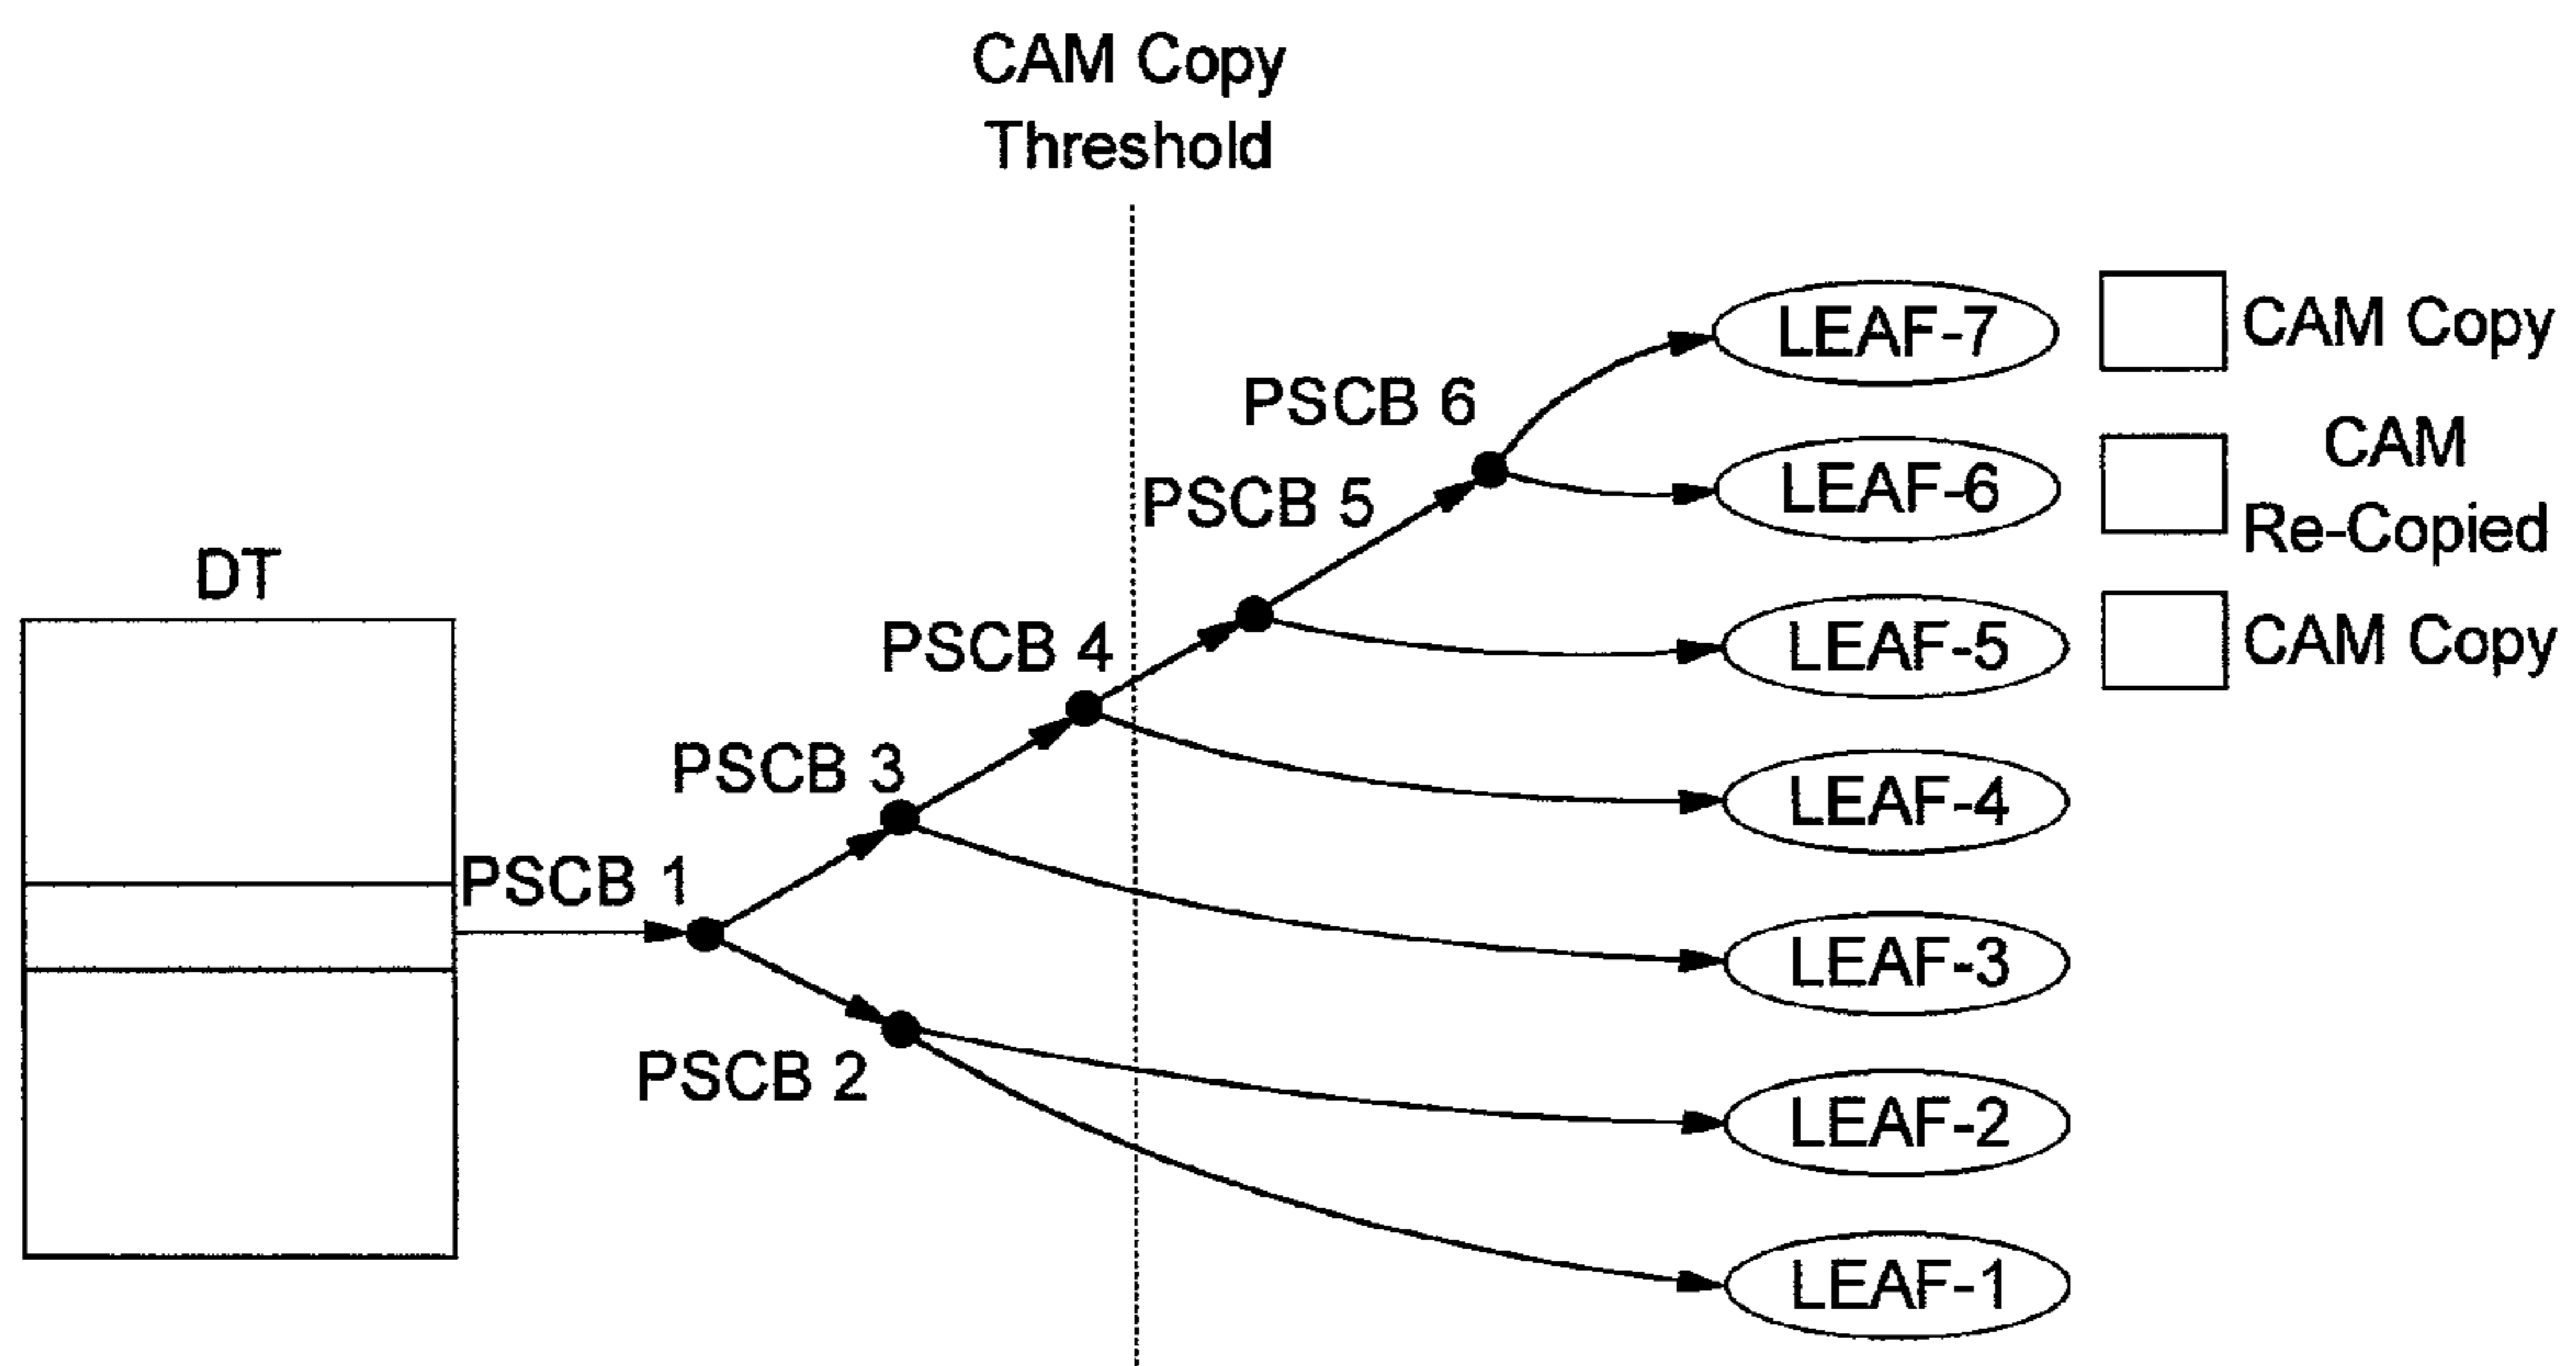 CAM Copy
Threshold
LEAF-7
CAM Copy
PSCB 6
CAM
LEAF-6
PSCB 5
Re-Copied
DT
LEAF-5
CAM Copy
PSCB 4
PSCB 3
LEAF-4
PSCB 1
LEAF-3
PSCB 2
LEAF-2
LEAF-1